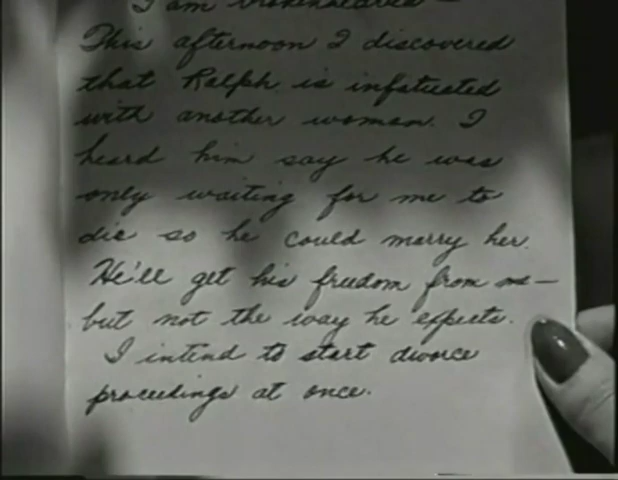 I am brokenhearted —
This afternoon I discovered
that Ralph is infatuated
with another woman. I
heard him say he was
only waiting for me to
die so he could marry her.
He'll get his freedom from me —
but not the way he expects.
I intend to start divorce
proceedings at once.